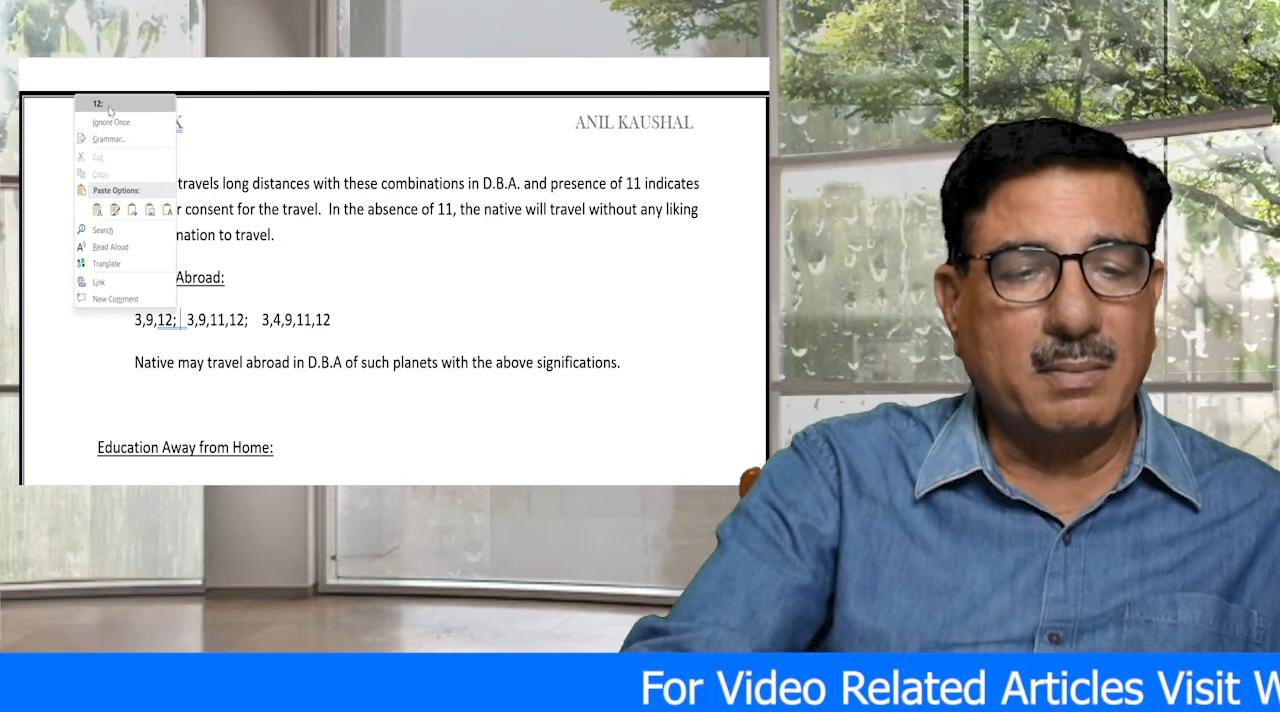 12:
Ignore Once
Grammar...
Cut
Copy
Paste Options:
Search
Read Aloud
Translate
Link
New Comment
K
ANIL KAUSHAL
travels long distances with these combinations in D.B.A. and presence of 11 indicates
r consent for the travel. In the absence of 11, the native will travel without any liking
mation to travel.
Abroad:
3,9,12; 3,9,11,12; 3,4,9,11,12
Native may travel abroad in D.B.A of such planets with the above significations.
Education Away from Home:
For Video Related Articles Visit W